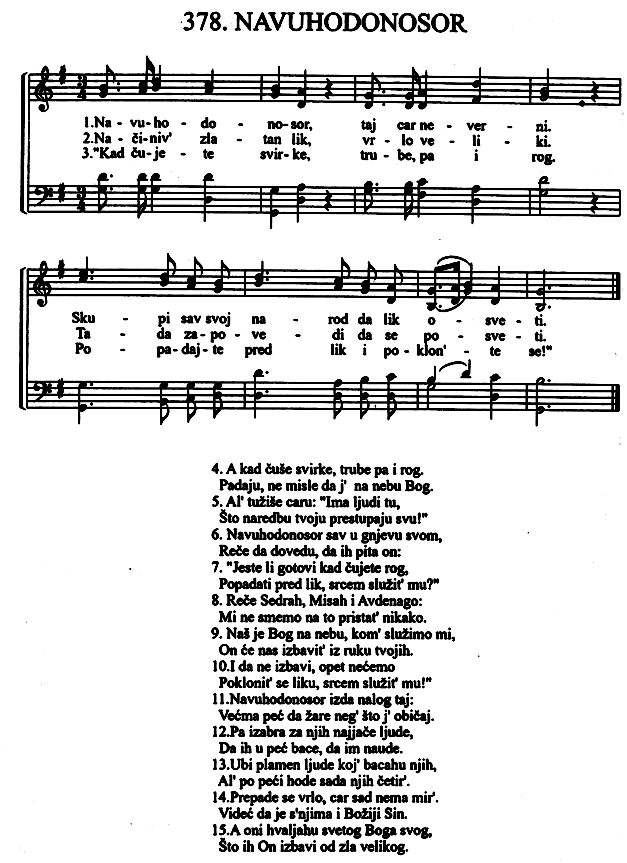 378. NAVUHODONOSOR
1.Na - vu-ho - do - no-sor, taj car ne - ver - ni.
2.Na - či-niv' zla - tan lik, vr - lo ve - li - ki.
3."Kad ču-je - te svir-ke, tru - be, pa i rog.
Sku - pi sav svoj na - rod da lik o - sve - ti.
Ta - da za-po - ve - di da se po - sve - ti.
Po - pa-daj-te pred lik i po - klon' - te se!"
4. A kad čuše svirke, trube pa i rog.
Padaju, ne misle da j' na nebu Bog.
5. Al' tužiše caru: "Ima ljudi tu,
Što naredbu tvoju prestupaju svu!"
6. Navuhodonosor sav u gnjevu svom,
Reče da dovedu, da ih pita on:
7. "Jeste li gotovi kad čujete rog,
Popadati pred lik, srcem služit' mu?"
8. Reče Sedrah, Misah i Avdenago:
Mi ne smemo na to pristat' nikako.
9. Naš je Bog na nebu, kom' služimo mi,
On će nas izbavit' iz ruku tvojih.
10.I da ne izbavi, opet nećemo
Poklonit' se liku, srcem služit' mu!"
11.Navuhodonosor izda nalog taj:
Većma peć da žare neg' što j' običaj.
12.Pa izabra za njih najjače ljude,
Da ih u peć bace, da im naude.
13.Ubi plamen ljude koj' bacahu njih,
Al' po peći hode sada njih četir'.
14.Prepade se vrlo, car sad nema mir'.
Videć da je s'njima i Božiji Sin.
15.A oni hvaljahu svetog Boga svog,
Što ih On izbavi od zla velikog.